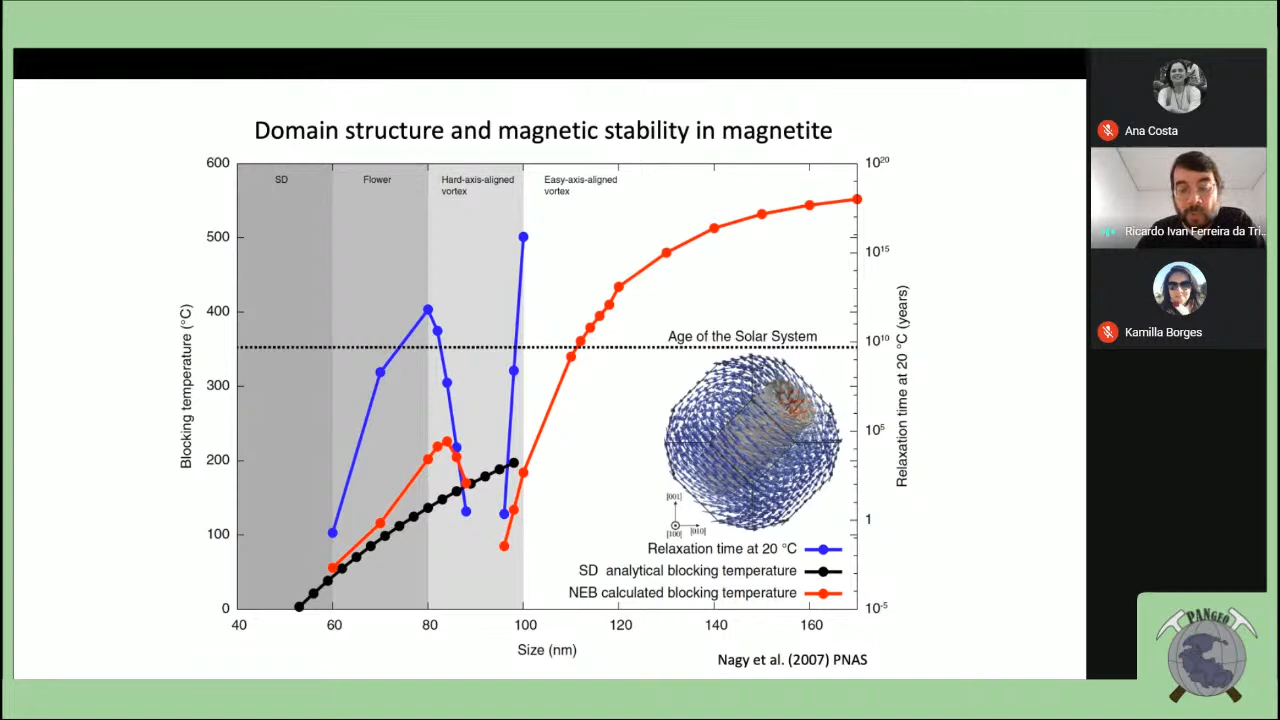 Domain structure and magnetic stability in magnetite
600
500
400
300
200
100
0
Blocking temperature (°C)
SD
Flower
Hard-axis-aligned
vortex
Easy-axis-aligned
vortex
Age of the Solar System
[001]
[100]
[010]
Relaxation time at 20 °C
SD analytical blocking temperature
NEB calculated blocking temperature
10^20
10^15
10^10
10^5
1
10^-5
Relaxation time at 20 °C (years)
40
60
80
100
120
140
160
Size (nm)
Nagy et al. (2007) PNAS
Ana Costa
Ricardo Ivan Ferreira da Tri...
Kamilla Borges
PANGEO